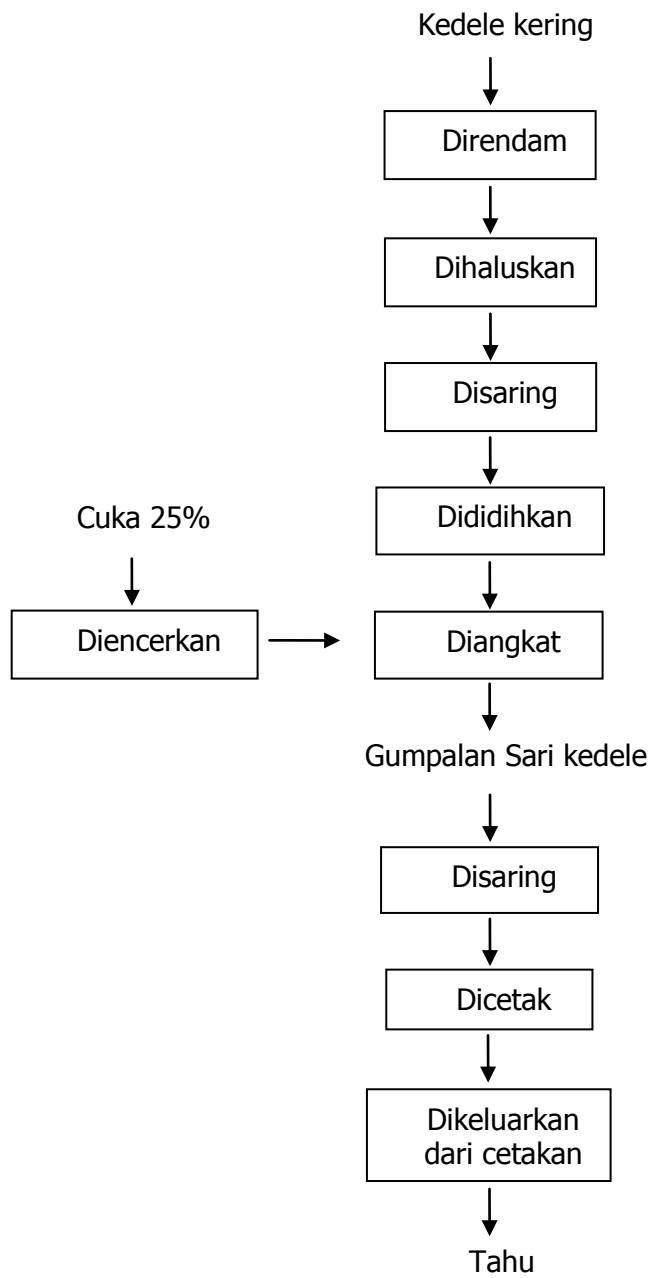 Kedele kering
Direndam
Dihaluskan
Disaring
Dididihkan
Cuka 25%
Diencerkan
Diangkat
Gumpalan Sari kedele
Disaring
Dicetak
Dikeluarkan
dari cetakan
Tahu